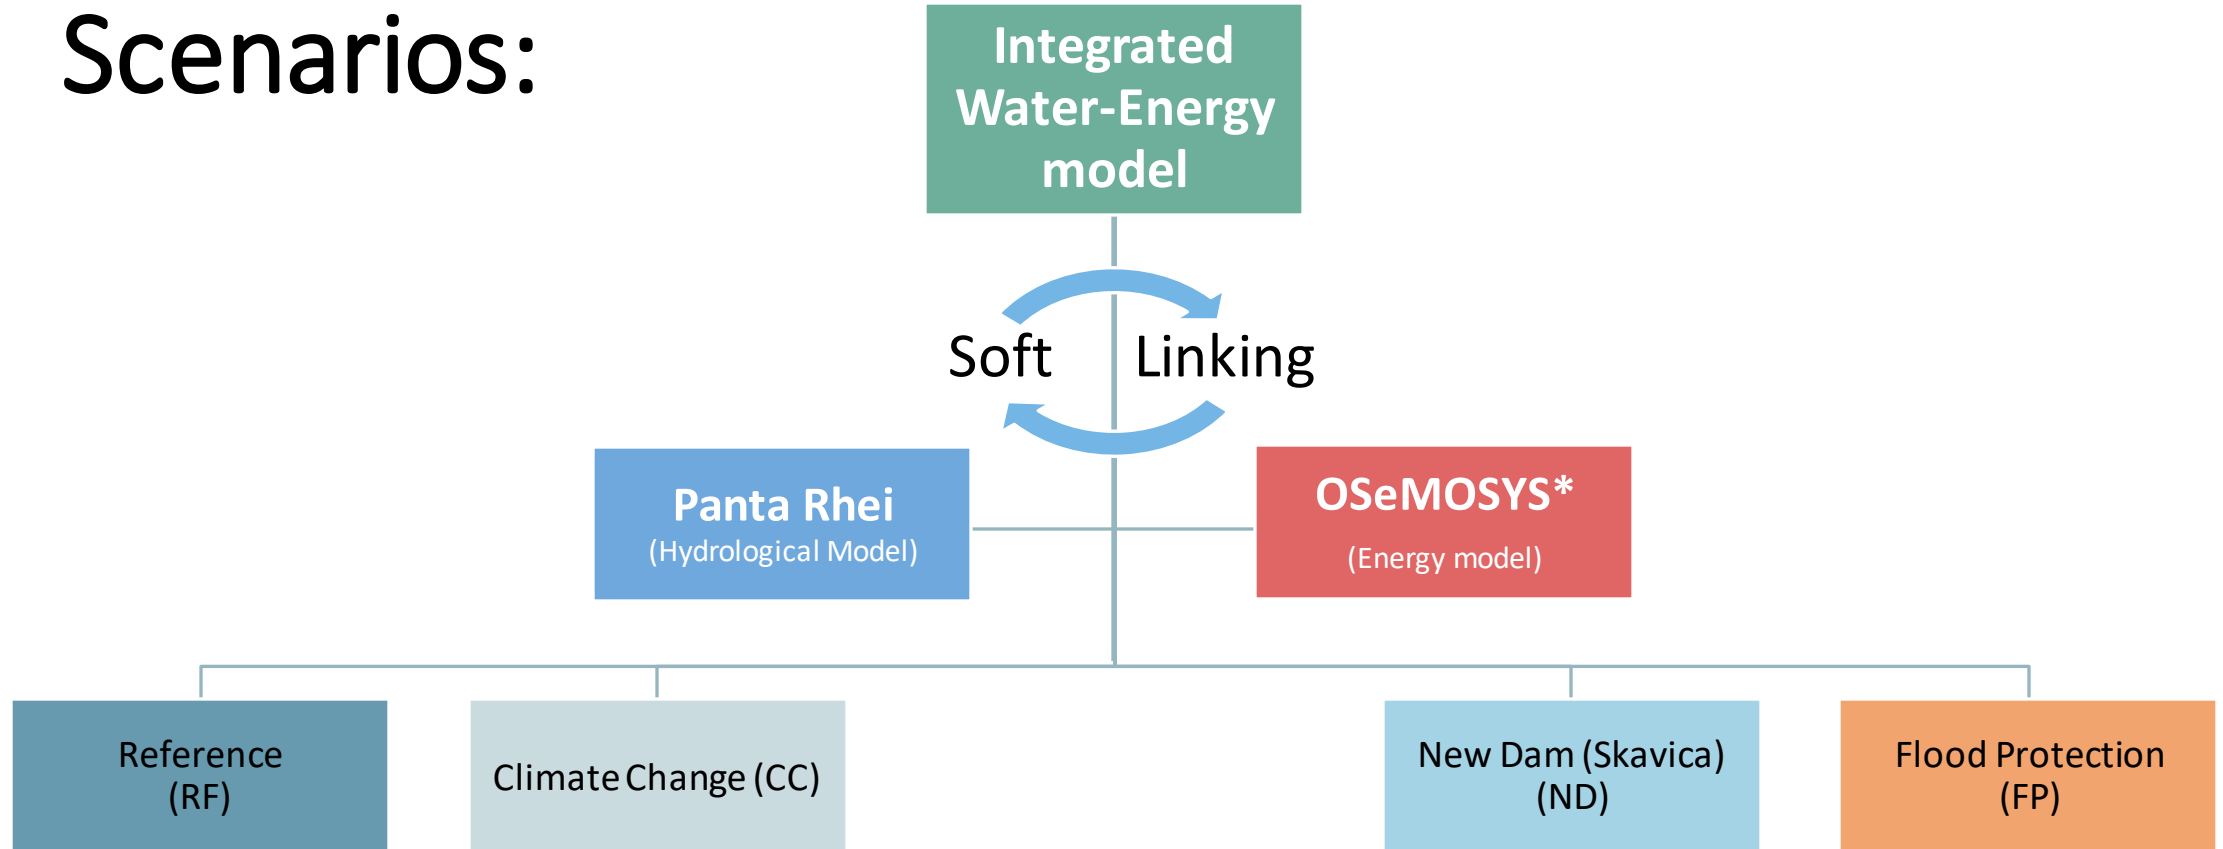 Scenarios:
Integrated
Water-Energy
model
Soft Linking
Panta Rhei
(Hydrological Model)
OSeMOSYS*
(Energy model)
Reference
(RF)
Climate Change (CC)
New Dam (Skavica)
(ND)
Flood Protection
(FP)